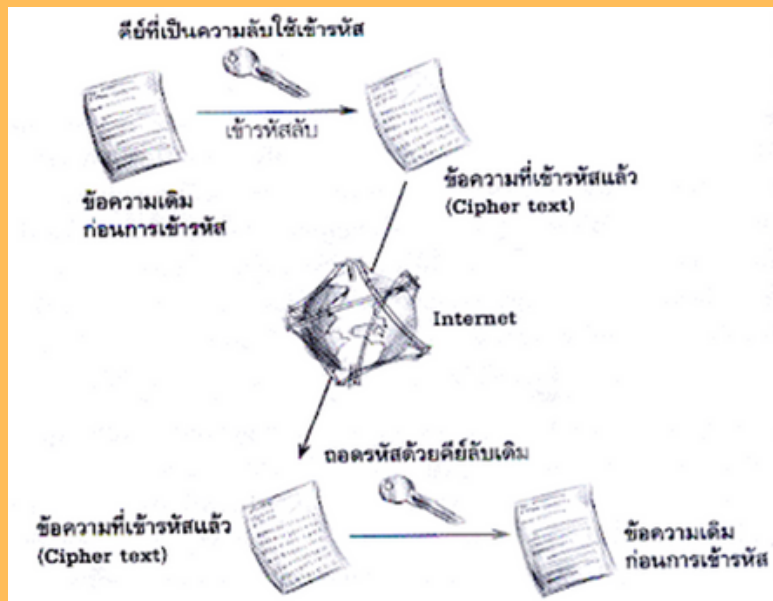 คีย์ที่เป็นความลับใช้เข้ารหัส
เข้ารหัสลับ
ข้อความเดิม
ก่อนการเข้ารหัส
ข้อความที่เข้ารหัสแล้ว
(Cipher text)
Internet
ถอดรหัสด้วยคีย์ลับเดิม
ข้อความที่เข้ารหัสแล้ว
(Cipher text)
ข้อความเดิม
ก่อนการเข้ารหัส